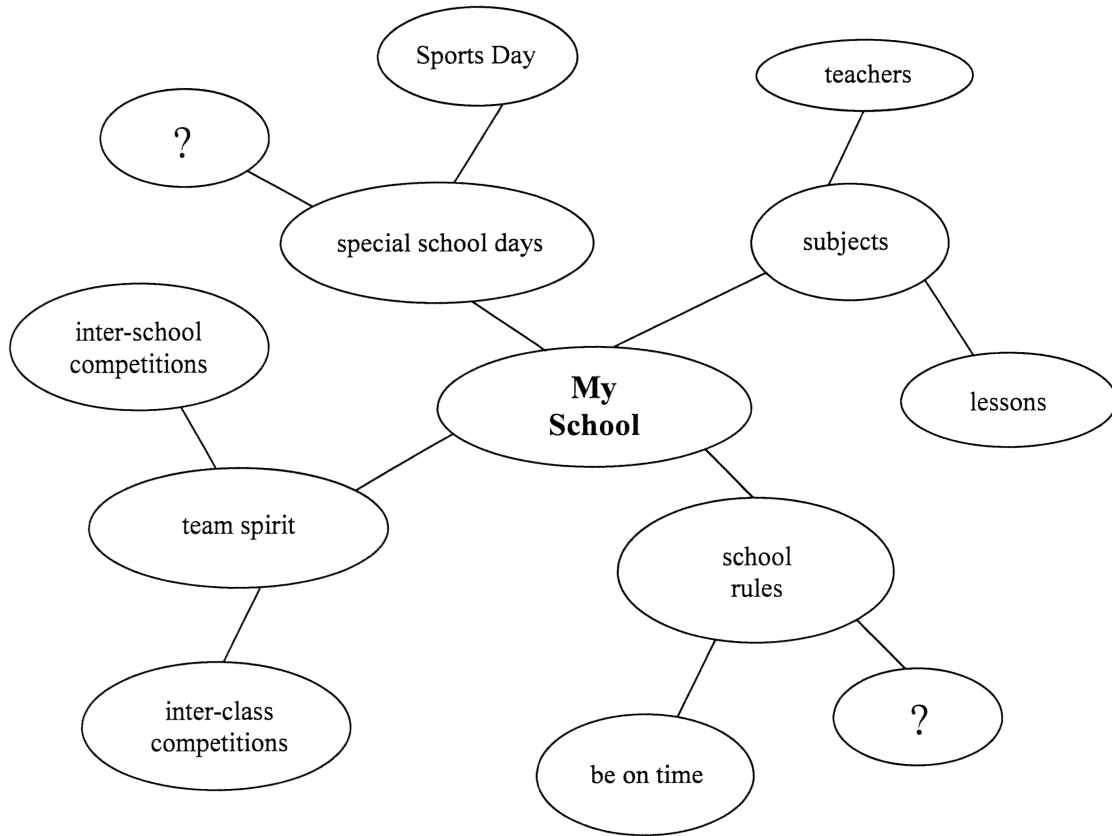 Sports Day
teachers
?
special school days
subjects
inter-school
competitions
My
School
lessons
team spirit
school
rules
inter-class
competitions
?
be on time